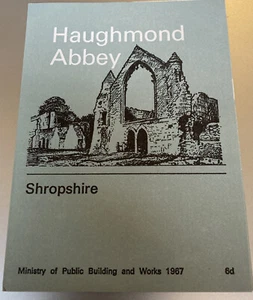 Haughmond
Abbey
Shropshire
Ministry of Public Building and Works 1967 6d